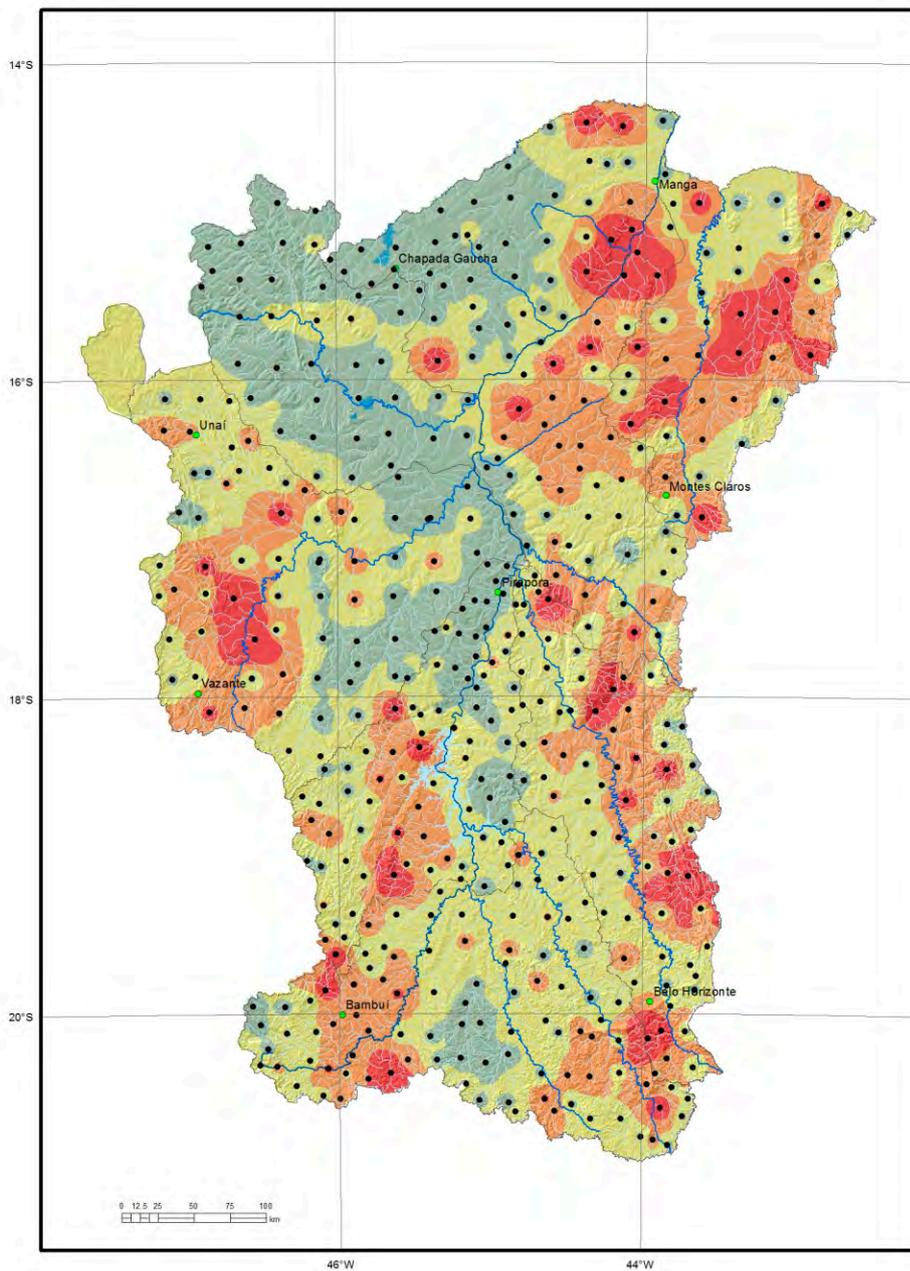 14°S
Manga
Chapada Gaucha
16°S
Unaí
Montes Claros
Pirapora
18°S
Vazante
Belo Horizonte
20°S
Bambuí
0 12.5 25 50 75 100
km
46°W 44°W